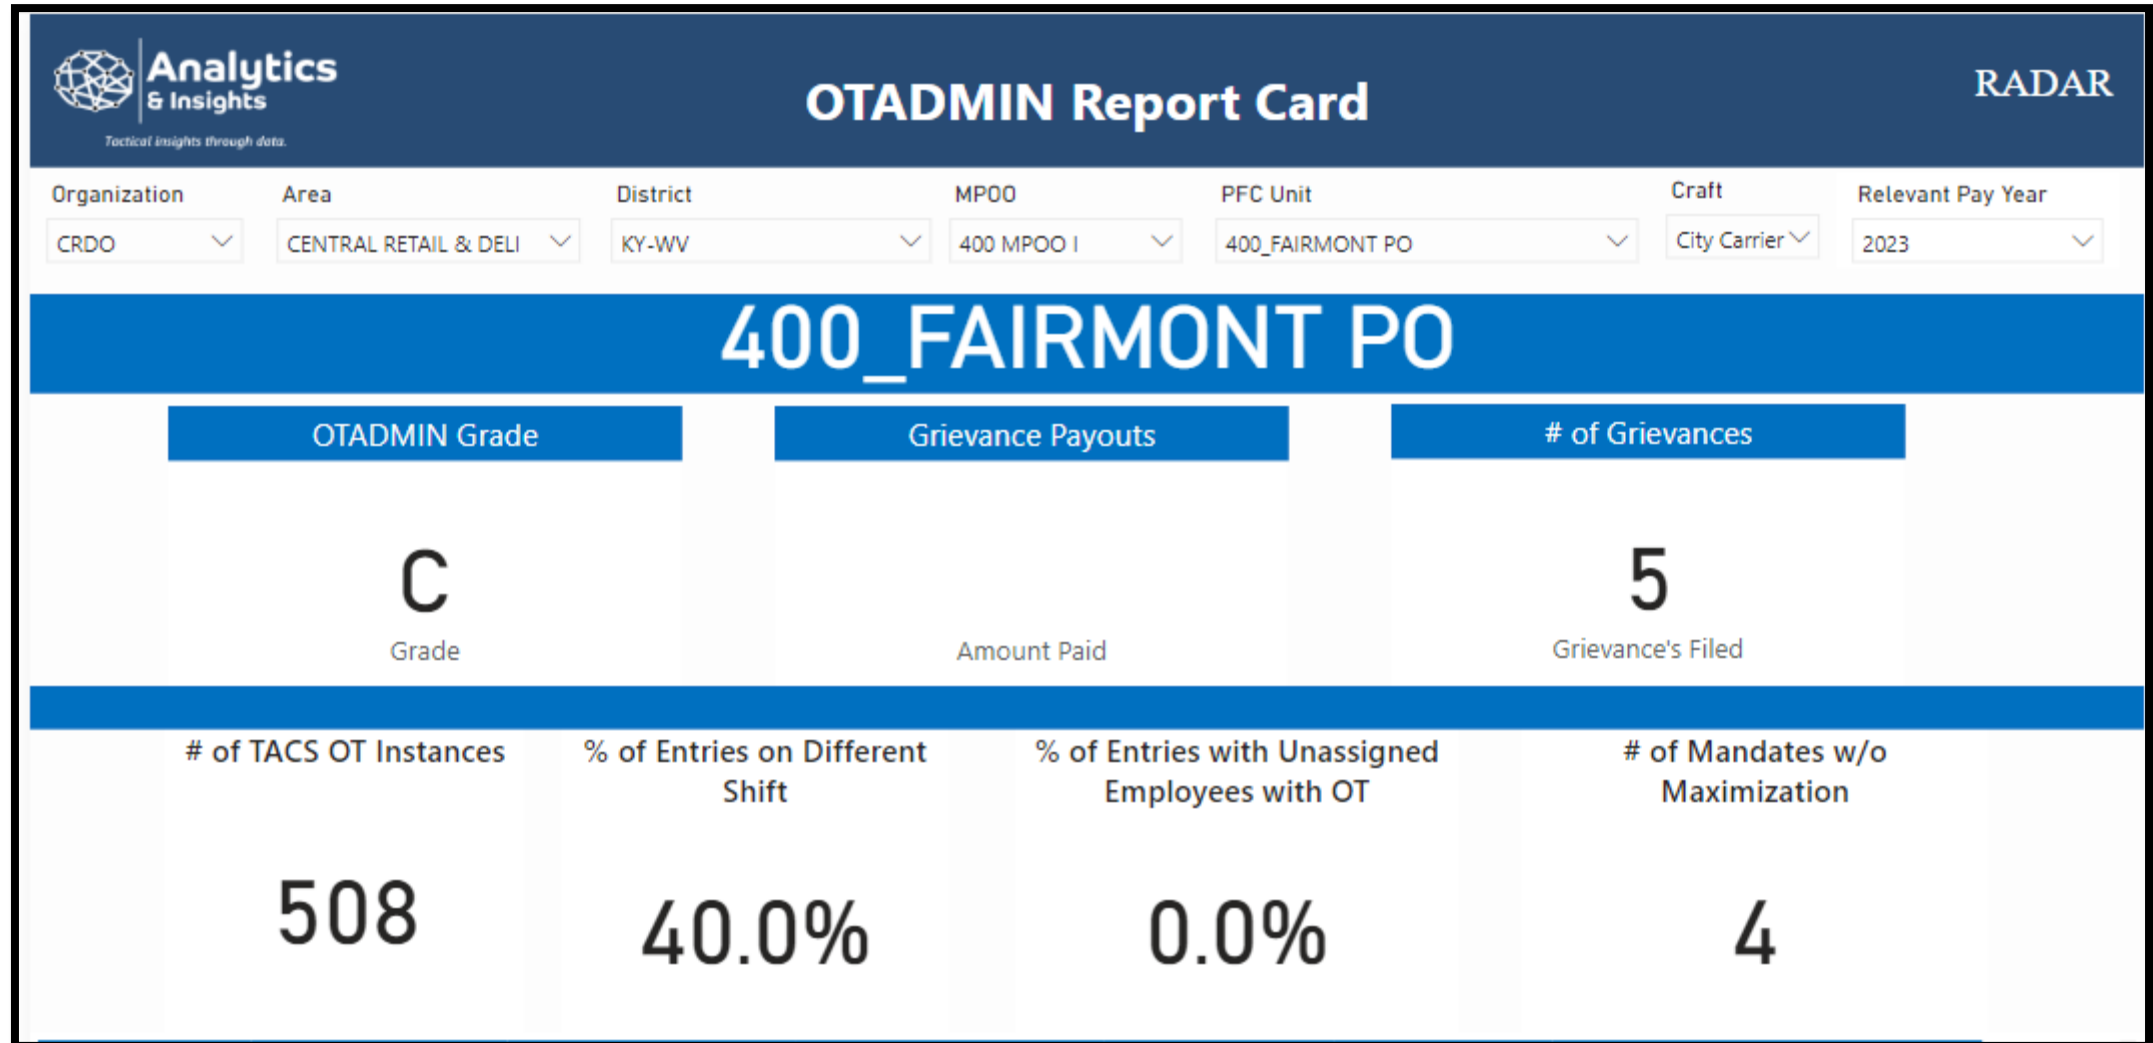 Analytics
& Insights
Tactical insights through data.
OTADMIN Report Card
RADAR
Organization Area District MPOO PFC Unit Craft Relevant Pay Year
CRDO CENTRAL RETAIL & DELI KY-WV 400 MPOO I 400_FAIRMONT PO City Carrier 2023
400_FAIRMONT PO
OTADMIN Grade Grievance Payouts # of Grievances
C 5
Grade Amount Paid Grievance's Filed
# of TACS OT Instances % of Entries on Different % of Entries with Unassigned # of Mandates w/o
Shift Employees with OT Maximization
508 40.0% 0.0% 4